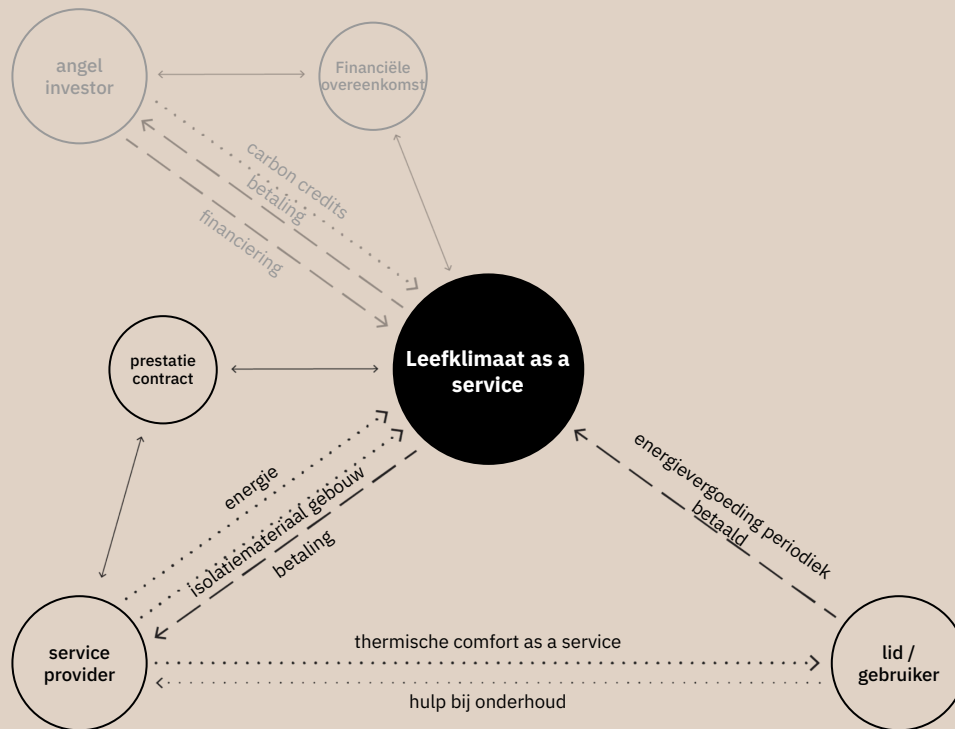 angel
investor
Financiële
overeenkomst
carbon credits
betaling
financiering
prestatie
contract
Leefklimaat as a
service
energie
isolatiemateriaal gebouw
betaling
energievergoeding periodiek
betaald
service
provider
thermische comfort as a service
hulp bij onderhoud
lid /
gebruiker